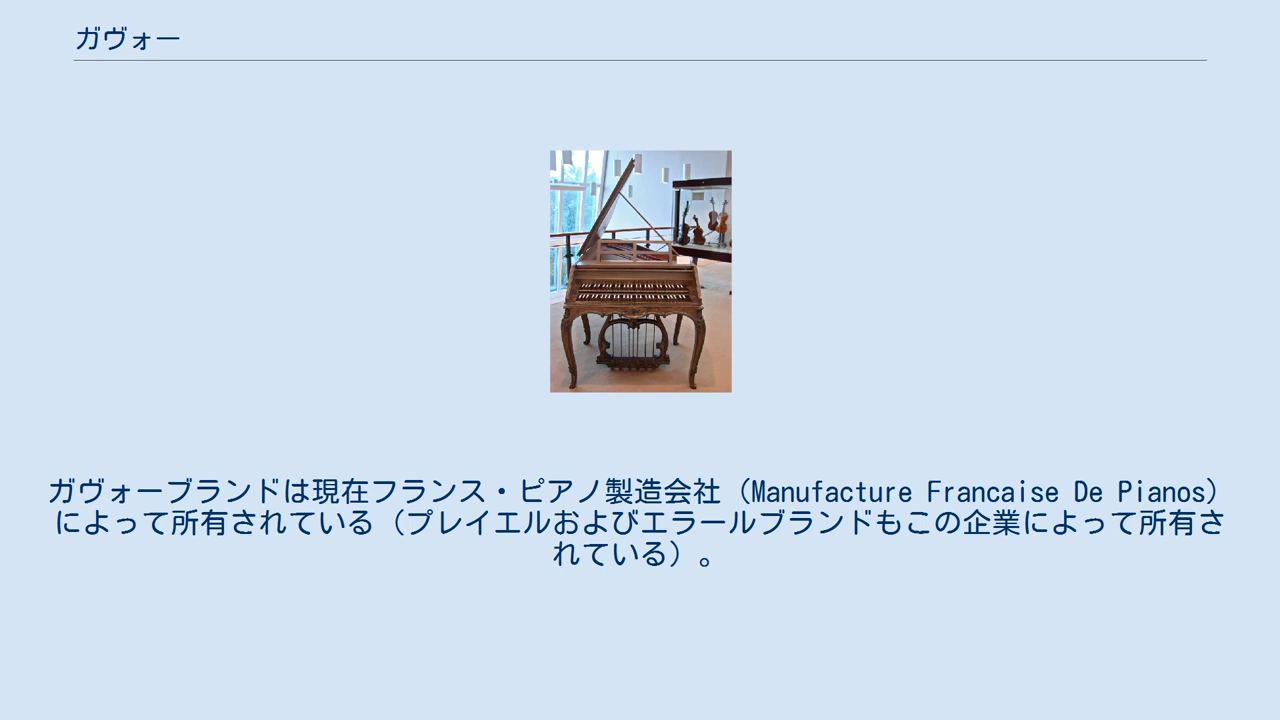 ガヴォー
ガヴォーブランドは現在フランス・ピアノ製造会社（Manufacture Francaise De Pianos）
によって所有されている（プレイエルおよびエラールブランドもこの企業によって所有さ
れている）。